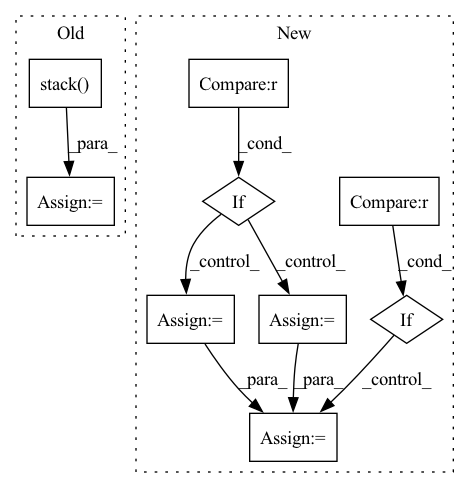 Old
New
stack()
Compare:r
_para_
_cond_
Assign:=
If
Compare:r
_control_
_control_
_cond_
Assign:=
Assign:=
If
_para_
_para_
_control_
Assign:=